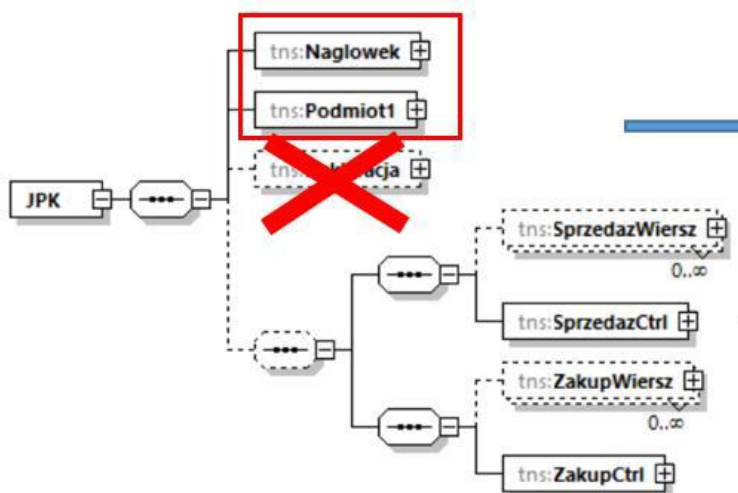 tns:Naglowek
tns:Podmiot1
JPK
tns:SprzedazWiersz
0..∞
tns:SprzedazCtrl
tns:ZakupWiersz
0..∞
tns:ZakupCtrl